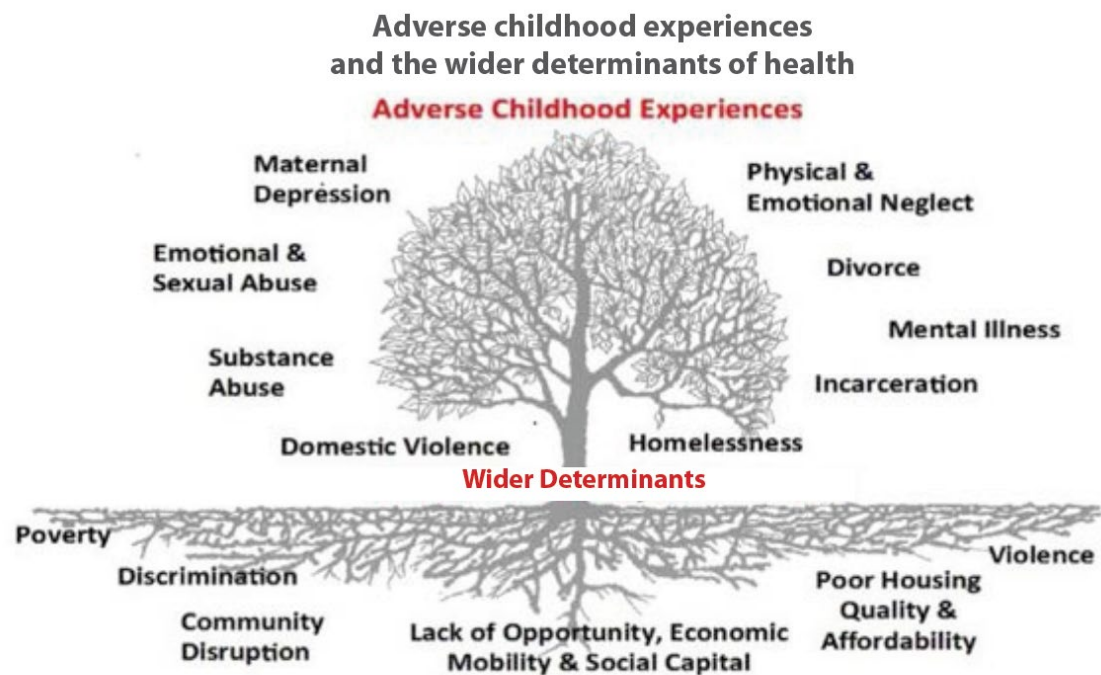 Adverse childhood experiences
and the wider determinants of health
Adverse Childhood Experiences
Maternal
Depression
Physical &
Emotional Neglect
Emotional &
Sexual Abuse
Divorce
Mental Illness
Substance
Abuse
Incarceration
Domestic Violence
Homelessness
Wider Determinants
Poverty
Violence
Discrimination
Poor Housing
Quality &
Affordability
Community
Disruption
Lack of Opportunity, Economic
Mobility & Social Capital